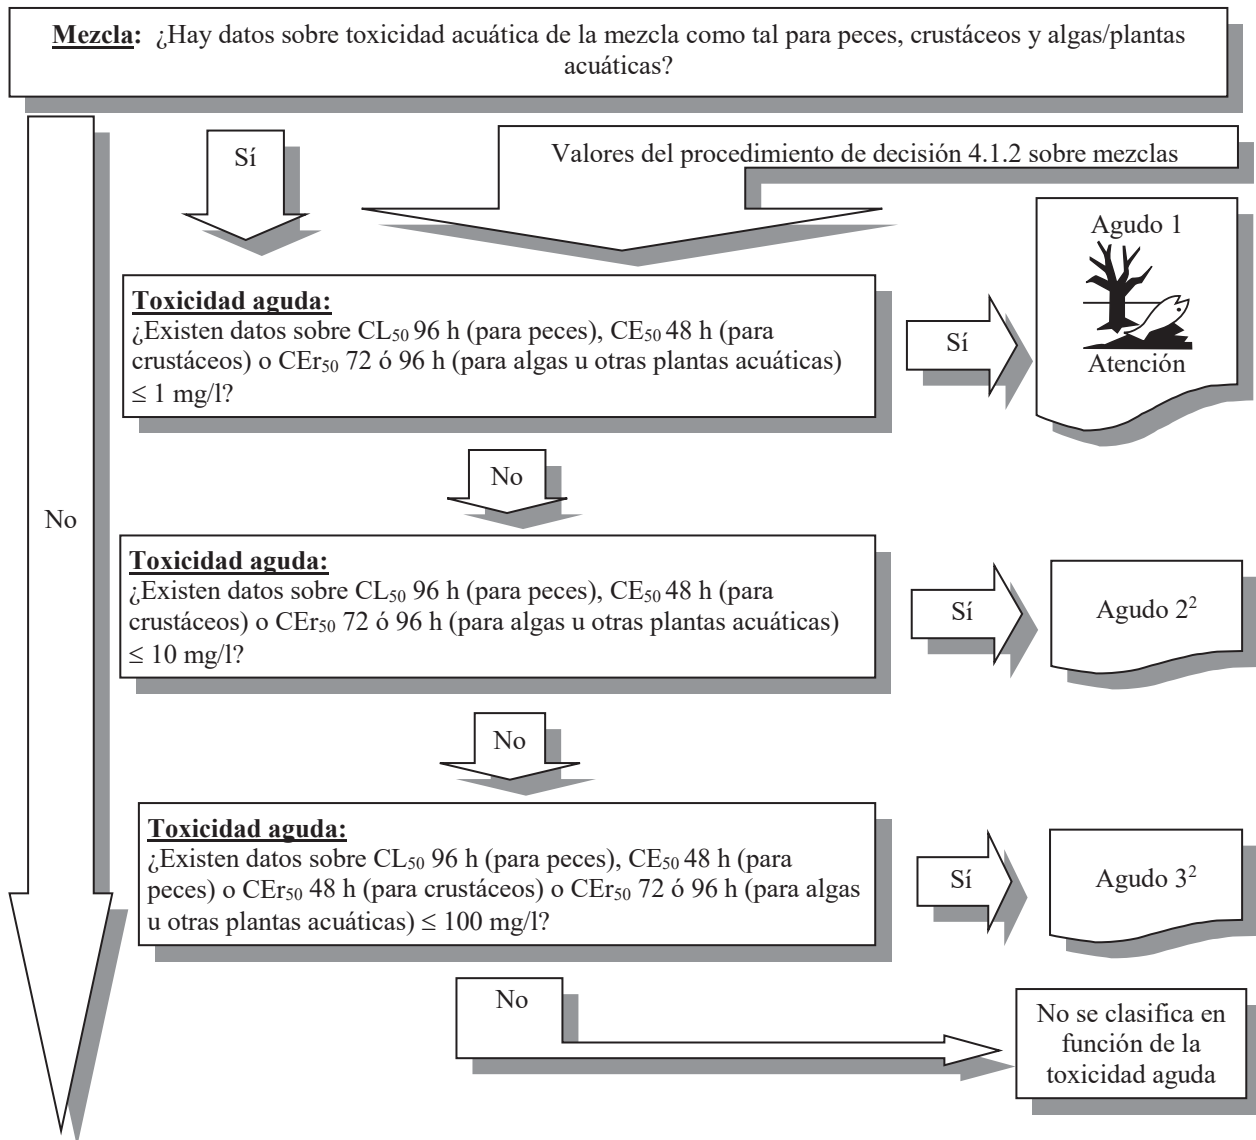 Mezcla: ¿Hay datos sobre toxicidad acuática de la mezcla como tal para peces, crustáceos y algas/plantas
acuáticas?
Sí
Valores del procedimiento de decisión 4.1.2 sobre mezclas
Toxicidad aguda:
¿Existen datos sobre CL₅₀ 96 h (para peces), CE₅₀ 48 h (para
crustáceos) o CEr₅₀ 72 ó 96 h (para algas u otras plantas acuáticas)
≤ 1 mg/l?
Sí
Agudo 1
Atención
No
No
Toxicidad aguda:
¿Existen datos sobre CL₅₀ 96 h (para peces), CE₅₀ 48 h (para
crustáceos) o CEr₅₀ 72 ó 96 h (para algas u otras plantas acuáticas)
≤ 10 mg/l?
Sí
Agudo 2²
No
Toxicidad aguda:
¿Existen datos sobre CL₅₀ 96 h (para peces), CE₅₀ 48 h (para
peces) o CEr₅₀ 48 h (para crustáceos) o CEr₅₀ 72 ó 96 h (para algas
u otras plantas acuáticas) ≤ 100 mg/l?
Sí
Agudo 3²
No
No se clasifica en
función de la
toxicidad aguda